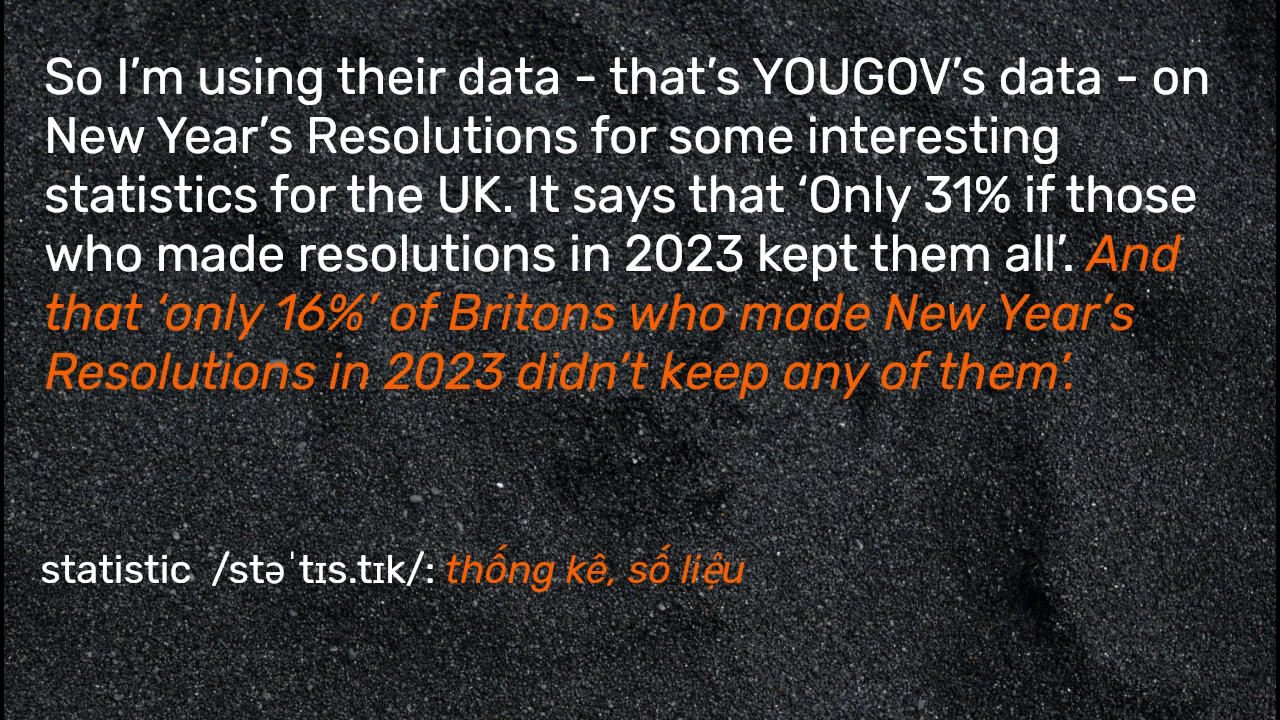 So I’m using their data - that’s YOUGOV’s data - on
New Year’s Resolutions for some interesting
statistics for the UK. It says that ‘Only 31% if those
who made resolutions in 2023 kept them all’. And
that ‘only 16%’ of Britons who made New Year’s
Resolutions in 2023 didn’t keep any of them’.
statistic /stəˈtɪs.tɪk/: thống kê, số liệu